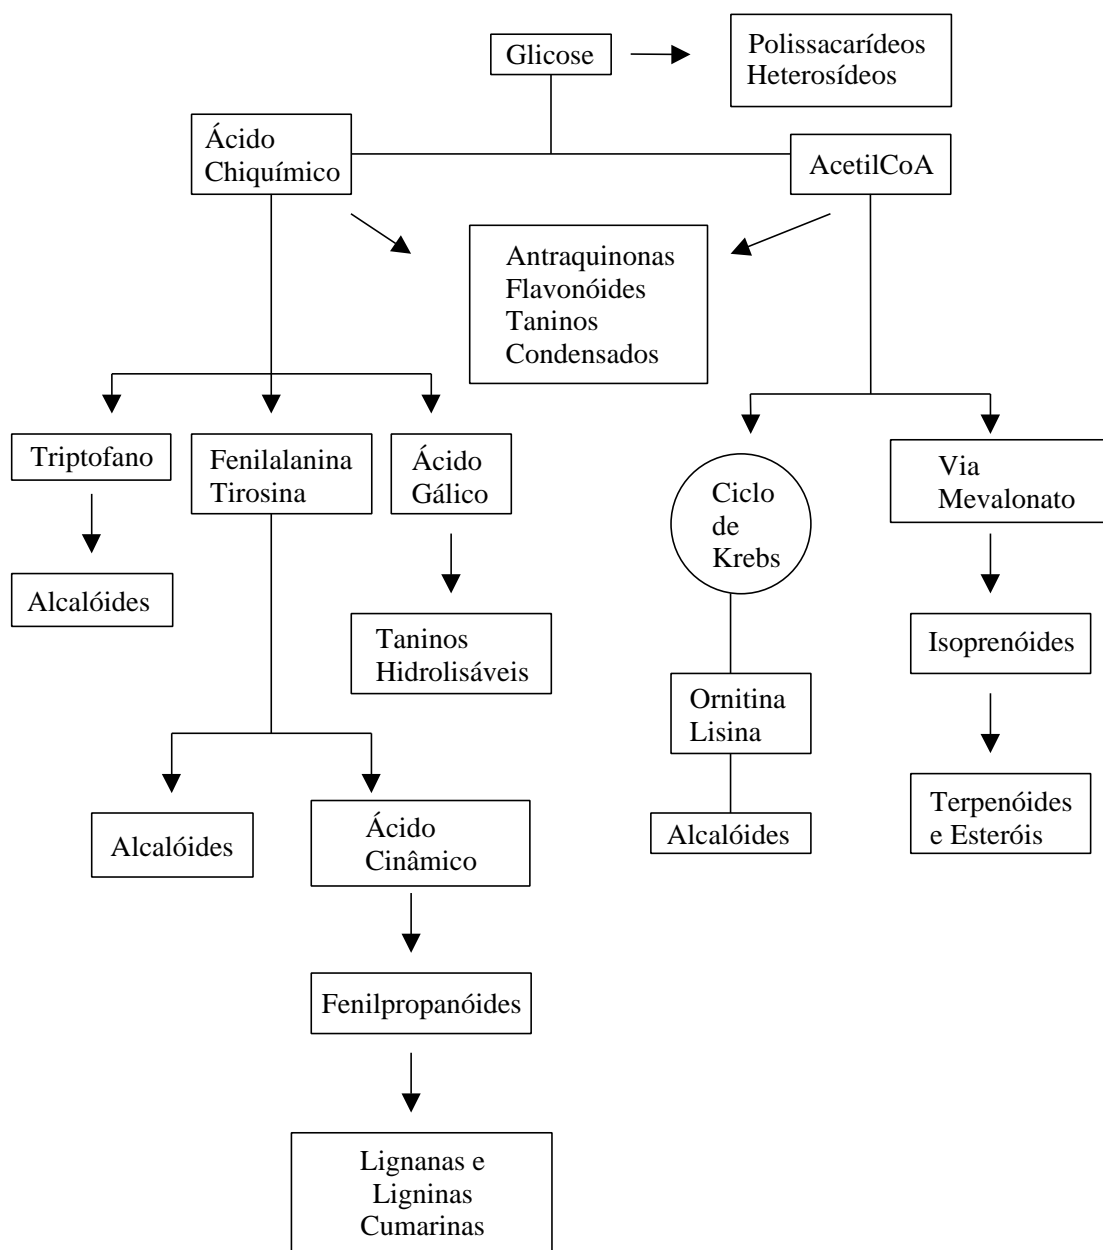 Glicose
Polissacarídeos
Heterosídeos
Ácido
Chiquímico
AcetilCoA
Antraquinonas
Flavonóides
Taninos
Condensados
Triptofano
Fenilalanina
Tirosina
Ácido
Gálico
Ciclo
de
Krebs
Via
Mevalonato
Alcalóides
Taninos
Hidrolisáveis
Isoprenóides
Ornitina
Lisina
Alcalóides
Ácido
Cinâmico
Alcalóides
Terpenóides
e Esteróis
Fenilpropanóides
Lignanas e
Ligninas
Cumarinas